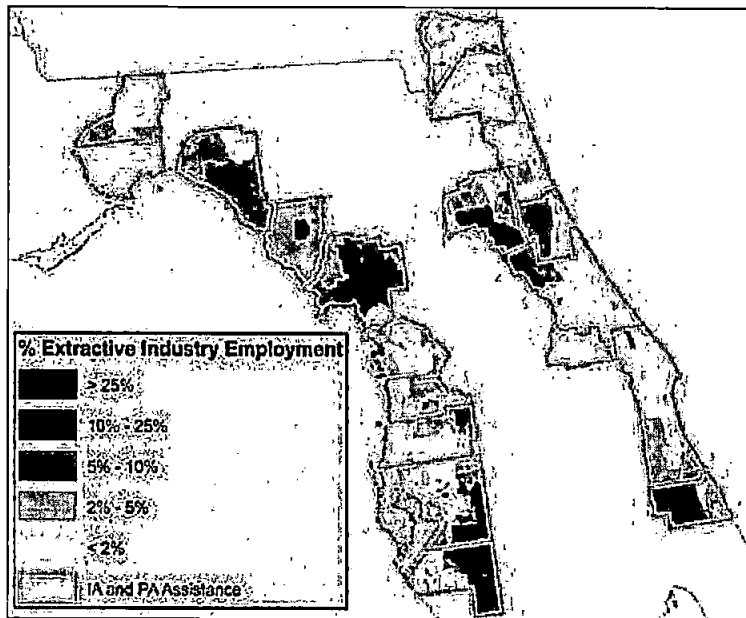 % Extractive Industry Employment
> 25%
10% - 25%
5% - 10%
2% - 5%
< 2%
IA and PA Assistance